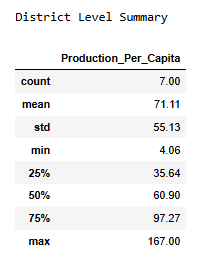 District Level Summary
Production_Per_Capita
count 7.00
mean 71.11
std 55.13
min 4.06
25% 35.64
50% 60.90
75% 97.27
max 167.00